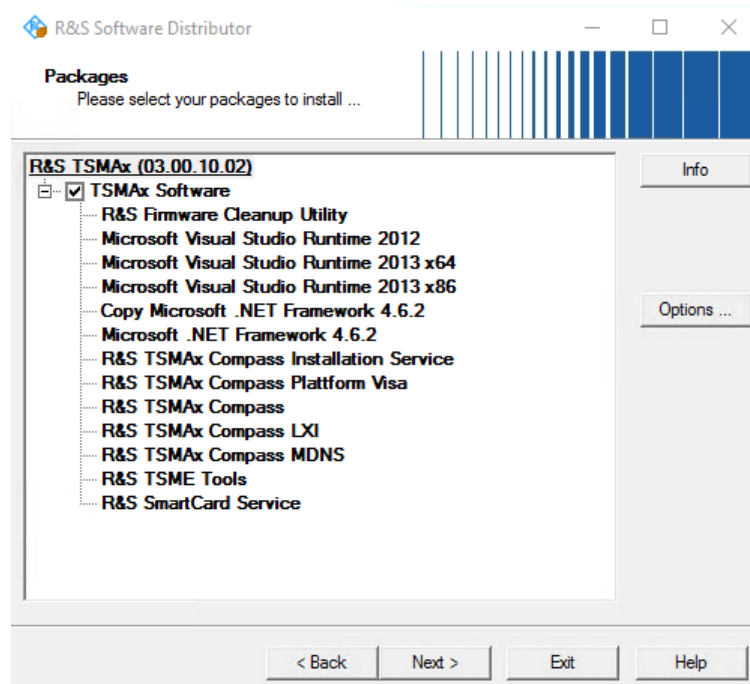 R&S Software Distributor
Packages
Please select your packages to install ...
R&S TSMAx (03.00.10.02)
Info
TSMAx Software
R&S Firmware Cleanup Utility
Microsoft Visual Studio Runtime 2012
Microsoft Visual Studio Runtime 2013 x64
Microsoft Visual Studio Runtime 2013 x86
Copy Microsoft .NET Framework 4.6.2
Options ...
Microsoft .NET Framework 4.6.2
R&S TSMAx Compass Installation Service
R&S TSMAx Compass Plattform Visa
R&S TSMAx Compass
R&S TSMAx Compass LXI
R&S TSMAx Compass MDNS
R&S TSME Tools
R&S SmartCard Service
< Back Next > Exit Help